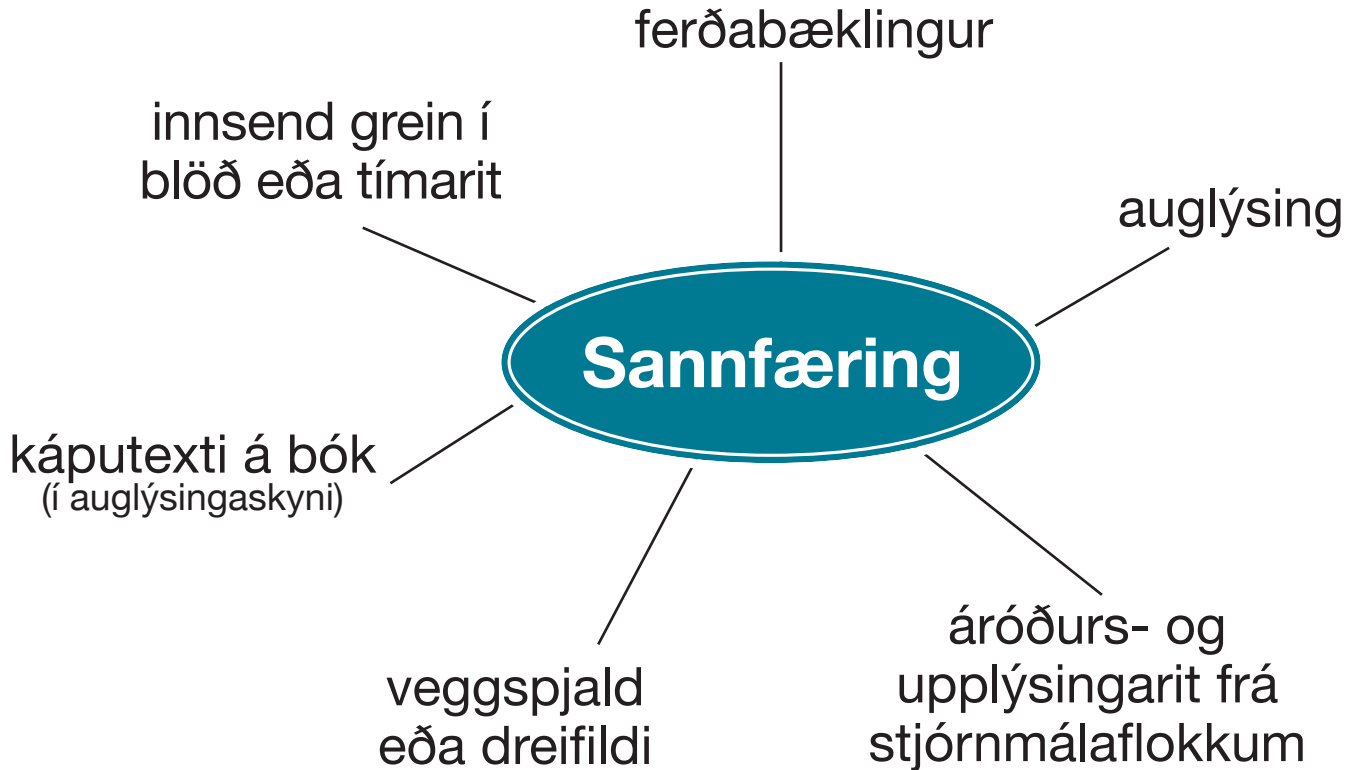 ferðabæklingur
innsend grein í
blöð eða tímarit
auglýsing
Sannfæring
káputexti á bók
(í auglýsingaskyni)
áróðurs- og
upplýsingarit frá
stjórnmálaflokkum
veggspjald
eða dreifildi